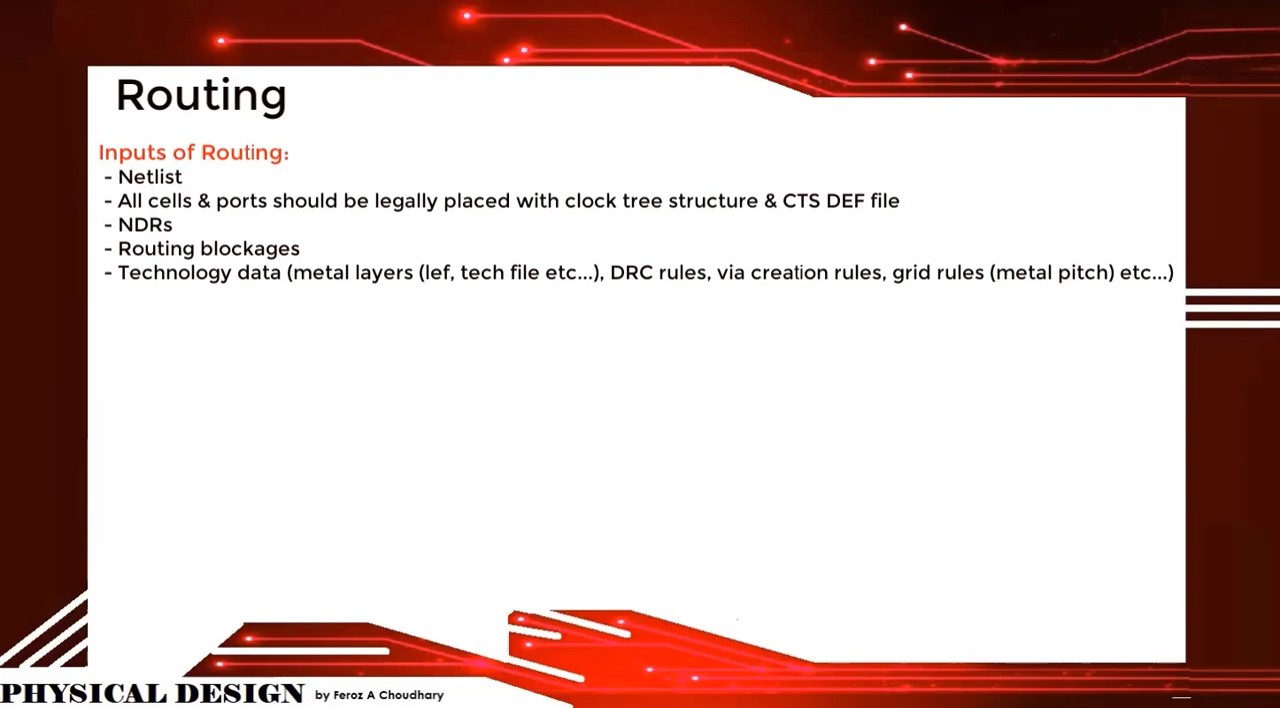 Routing
Inputs of Routing:
- Netlist
- All cells & ports should be legally placed with clock tree structure & CTS DEF file
- NDRs
- Routing blockages
- Technology data (metal layers (lef, tech file etc...), DRC rules, via creation rules, grid rules (metal pitch) etc...)
PHYSICAL DESIGN by Feroz A Choudhary